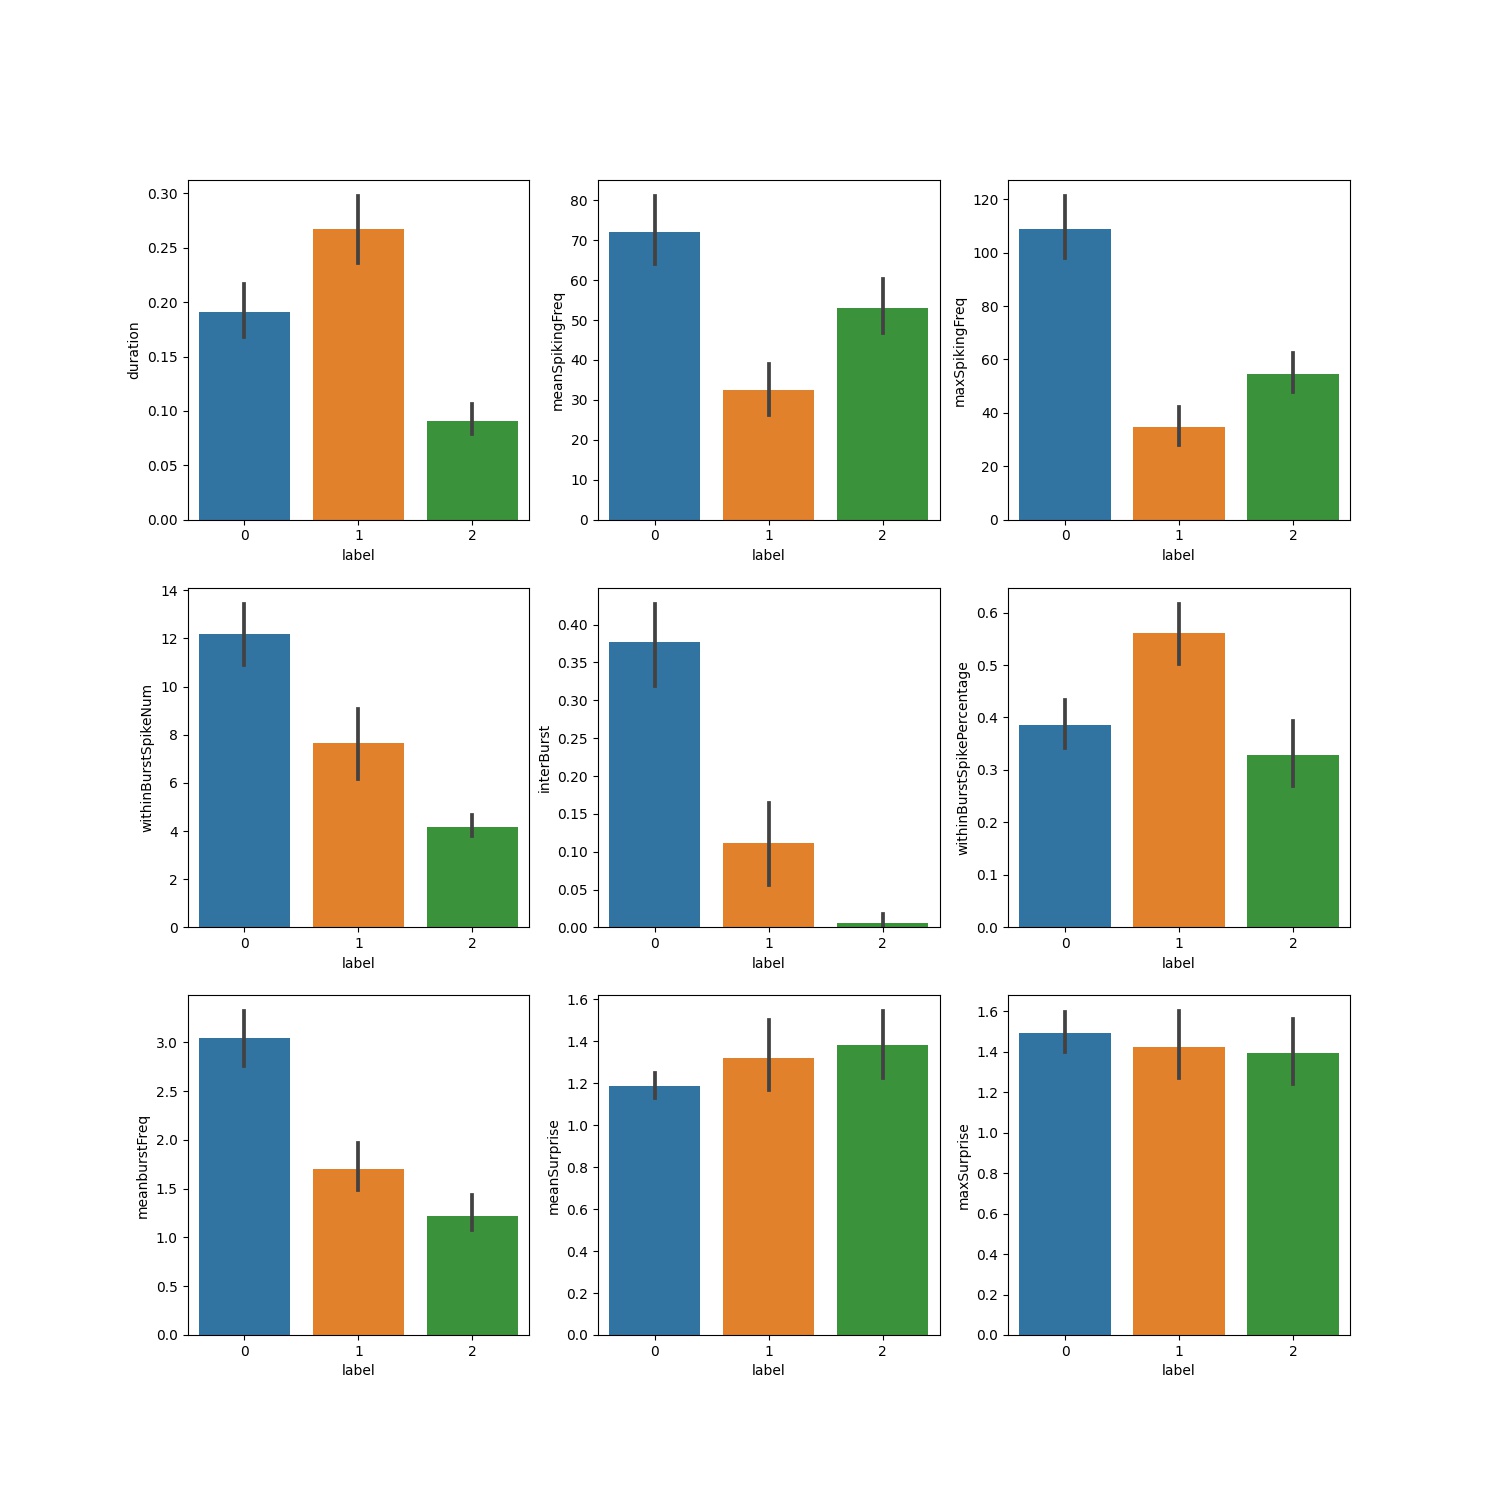 duration
0.30
0.25
0.20
0.15
0.10
0.05
0.00
0 1 2
label
meanSpikingFreq
80
70
60
50
40
30
20
10
0
0 1 2
label
maxSpikingFreq
120
100
80
60
40
20
0
0 1 2
label
withinBurstSpikeNum
14
12
10
8
6
4
2
0
0 1 2
label
interBurst
0.40
0.35
0.30
0.25
0.20
0.15
0.10
0.05
0.00
0 1 2
label
withinBurstSpikePercentage
0.6
0.5
0.4
0.3
0.2
0.1
0.0
0 1 2
label
meanburstFreq
3.0
2.5
2.0
1.5
1.0
0.5
0.0
0 1 2
label
meanSurprise
1.6
1.4
1.2
1.0
0.8
0.6
0.4
0.2
0.0
0 1 2
label
maxSurprise
1.6
1.4
1.2
1.0
0.8
0.6
0.4
0.2
0.0
0 1 2
label